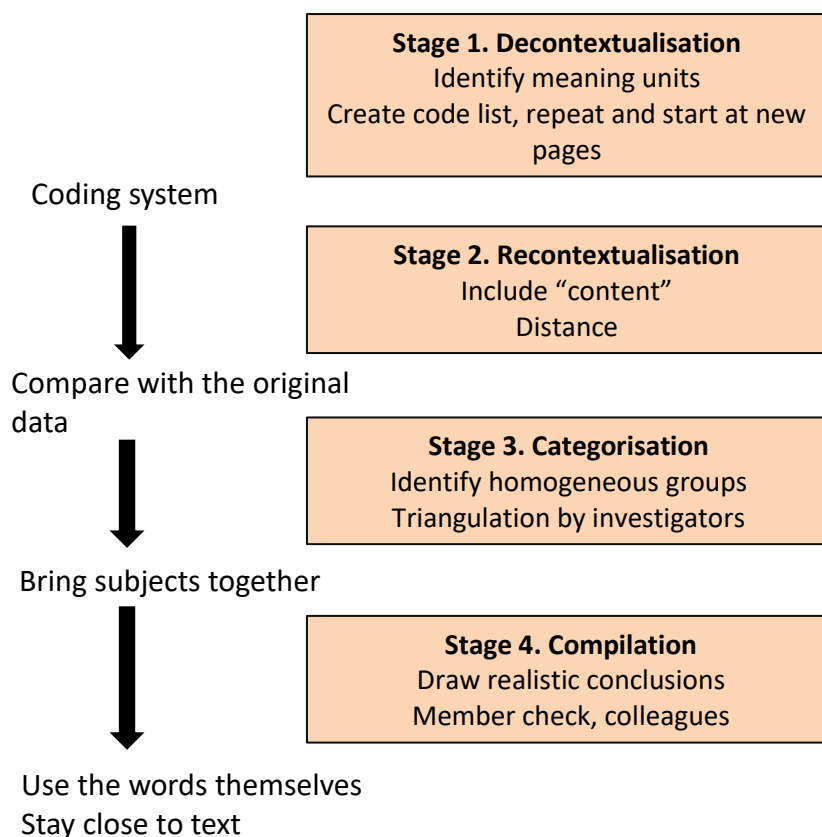 Stage 1. Decontextualisation
Identify meaning units
Create code list, repeat and start at new
pages
Coding system
Stage 2. Recontextualisation
Include “content”
Distance
Compare with the original
data
Stage 3. Categorisation
Identify homogeneous groups
Triangulation by investigators
Bring subjects together
Stage 4. Compilation
Draw realistic conclusions
Member check, colleagues
Use the words themselves
Stay close to text